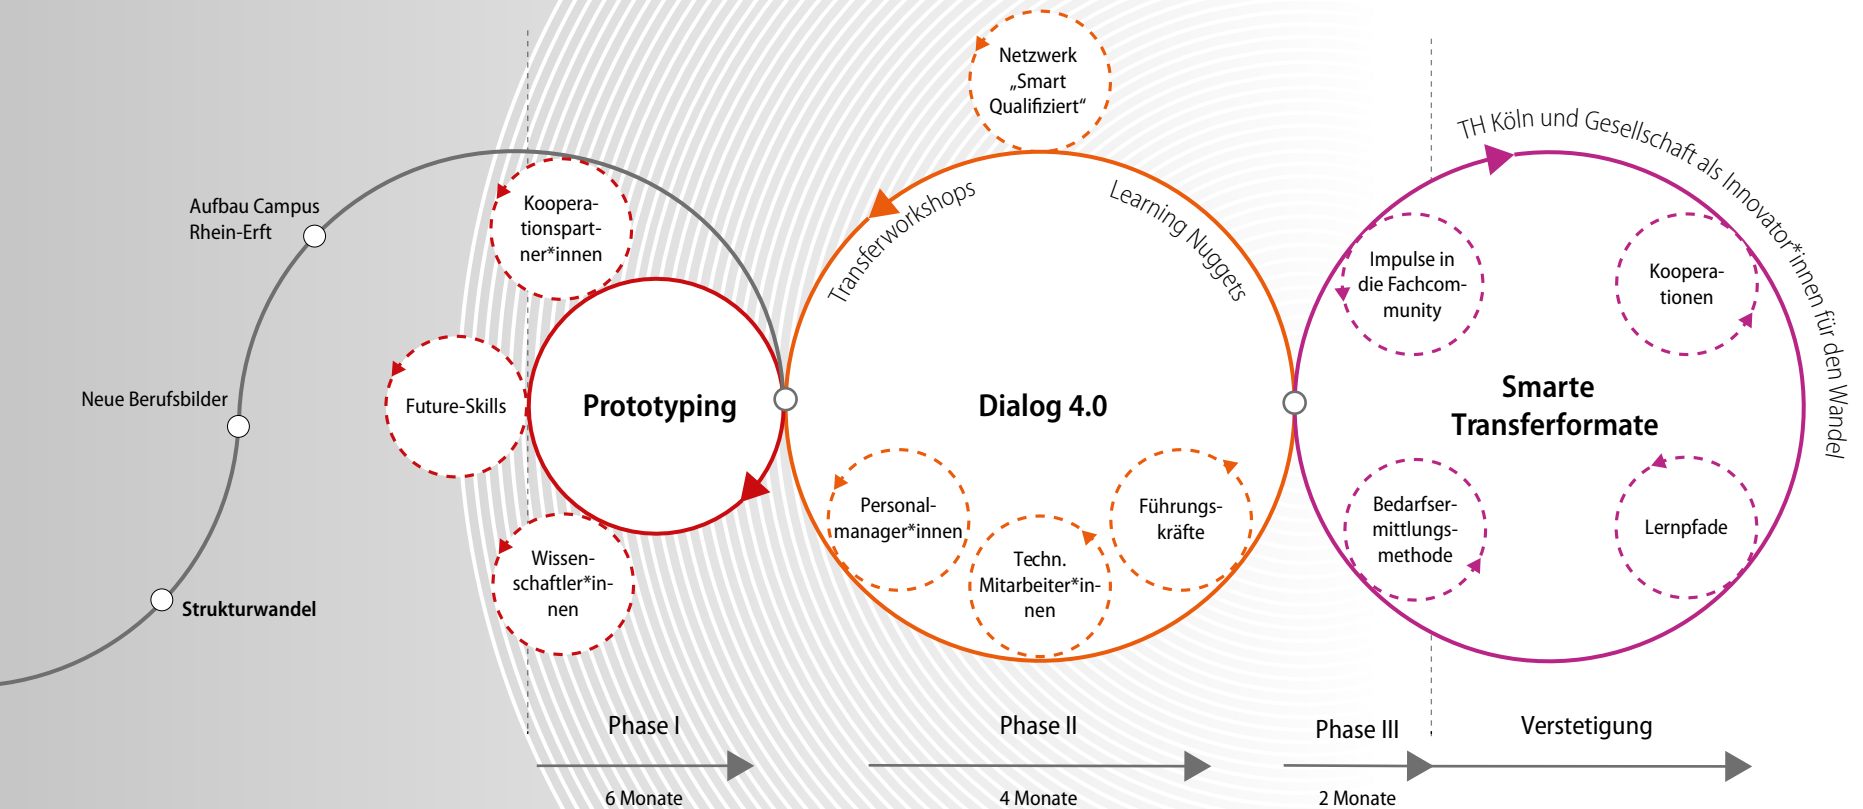 Aufbau Campus
Rhein-Erft
Neue Berufsbilder
Strukturwandel
Koopera-
tionspart-
ner*innen
Future-Skills
Wissen-
schaftler*in-
nen
Prototyping
Netzwerk
„Smart
Qualifiziert“
Transferworkshops
Learning Nuggets
Dialog 4.0
Personal-
manager*innen
Techn.
Mitarbeiter*in-
nen
Führungs-
kräfte
TH Köln und Gesellschaft als Innovator*innen für den Wandel
Impulse in
die Fachcom-
munity
Koopera-
tionen
Smarte
Transferformate
Bedarfser-
mittlungs-
methode
Lernpfade
Phase I
6 Monate
Phase II
4 Monate
Phase III
2 Monate
Verstetigung